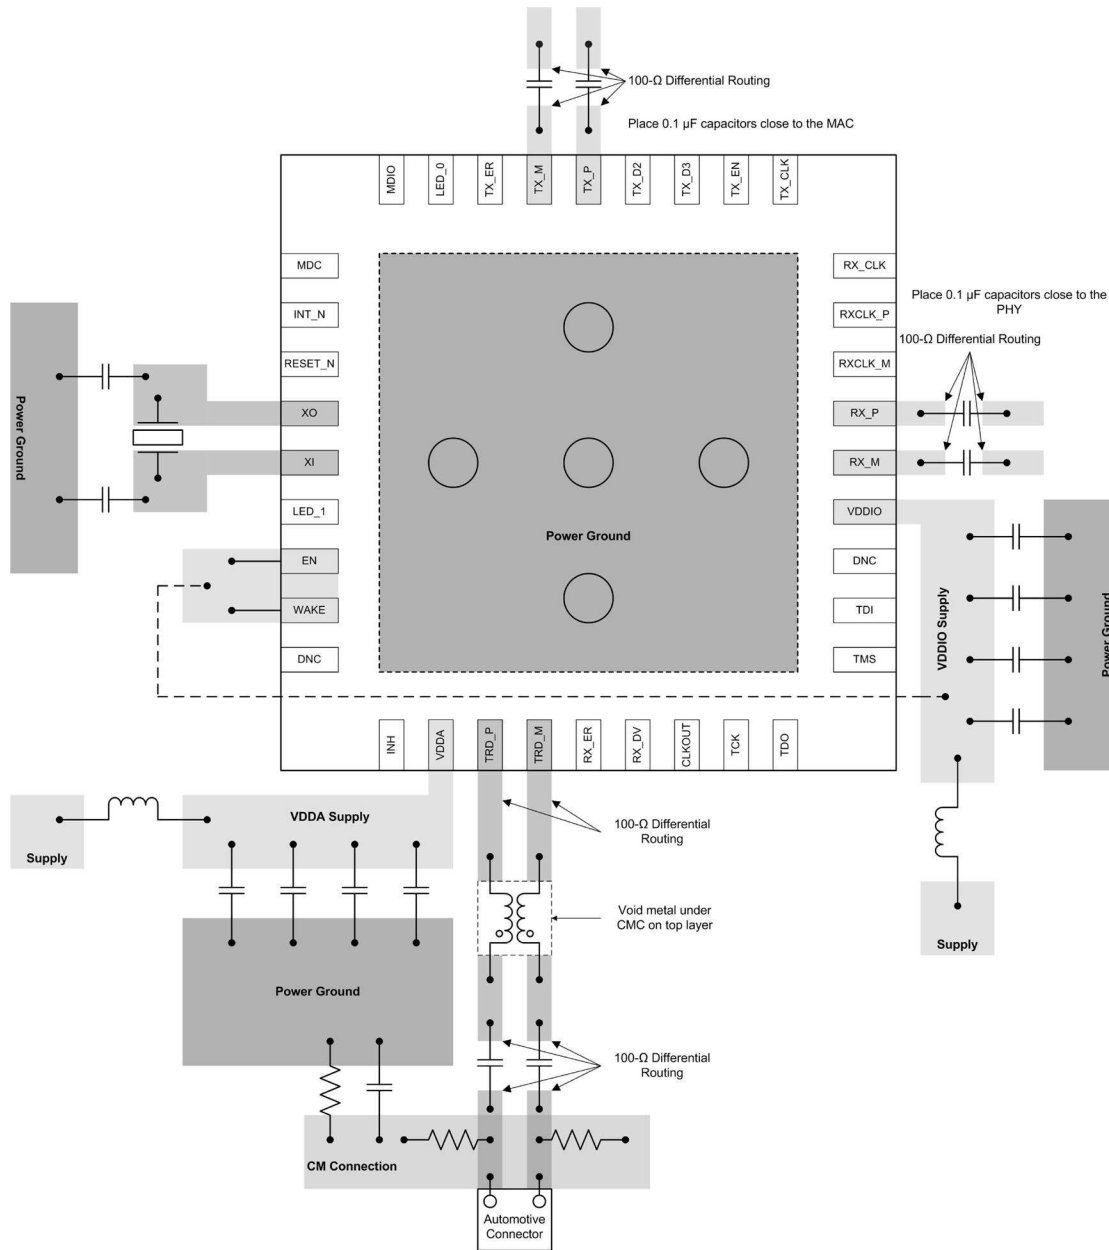 100-Ω Differential Routing
Place 0.1 µF capacitors close to the MAC
MDIO
LED_0
TX_ER
TX_M
TX_P
TX_D2
TX_D3
TX_EN
TX_CLK
MDC
INT_N
RESET_N
XO
XI
LED_1
EN
WAKE
DNC
RX_CLK
RXCLK_P
RXCLK_M
RX_P
RX_M
VDDIO
DNC
TDI
TMS
Place 0.1 µF capacitors close to the
PHY
100-Ω Differential Routing
Power Ground
Power Ground
VDDIO Supply
Power Ground
INH
VDDA
TRD_P
TRD_M
RX_ER
RX_DV
CLKOUT
TCK
TDO
VDDA Supply
Supply
100-Ω Differential
Routing
Void metal under
CMC on top layer
Supply
Power Ground
100-Ω Differential
Routing
CM Connection
Automotive
Connector